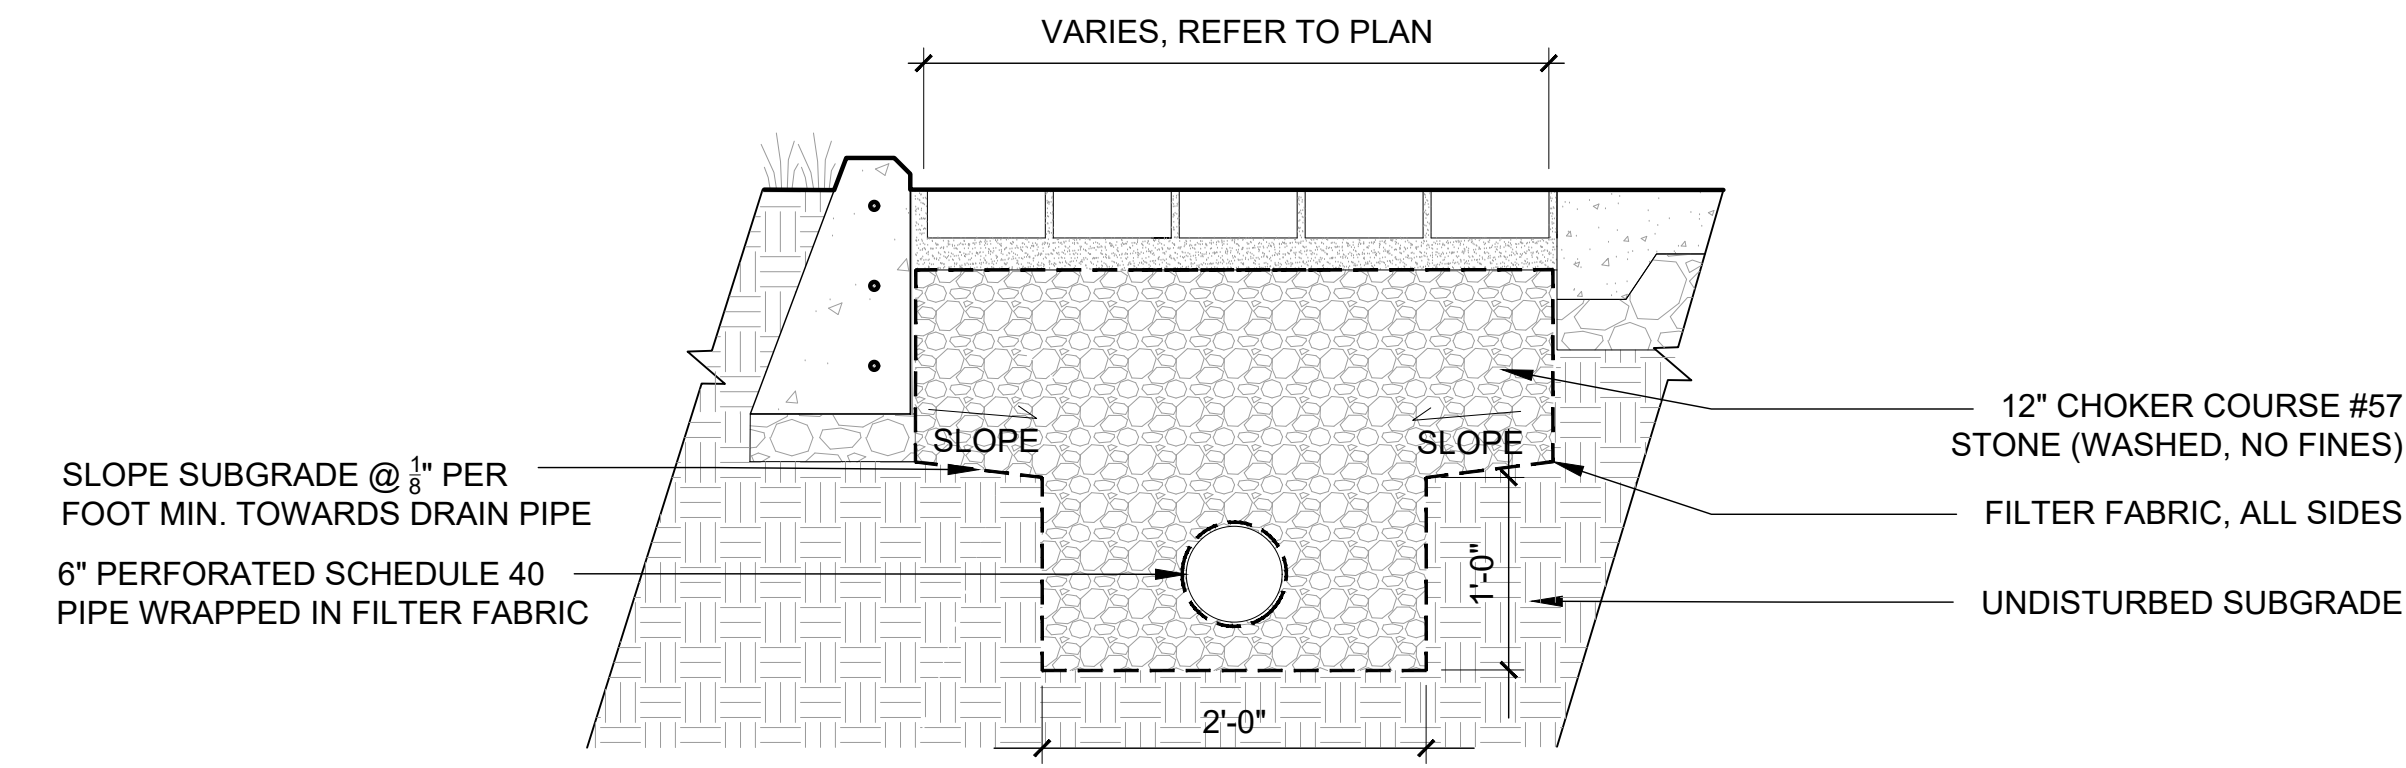 VARIES, REFER TO PLAN
SLOPE
SLOPE
SLOPE SUBGRADE @ 1/8" PER
FOOT MIN. TOWARDS DRAIN PIPE
6" PERFORATED SCHEDULE 40
PIPE WRAPPED IN FILTER FABRIC
12" CHOKER COURSE #57
STONE (WASHED, NO FINES)
FILTER FABRIC, ALL SIDES
UNDISTURBED SUBGRADE
1'-0"
2'-0"